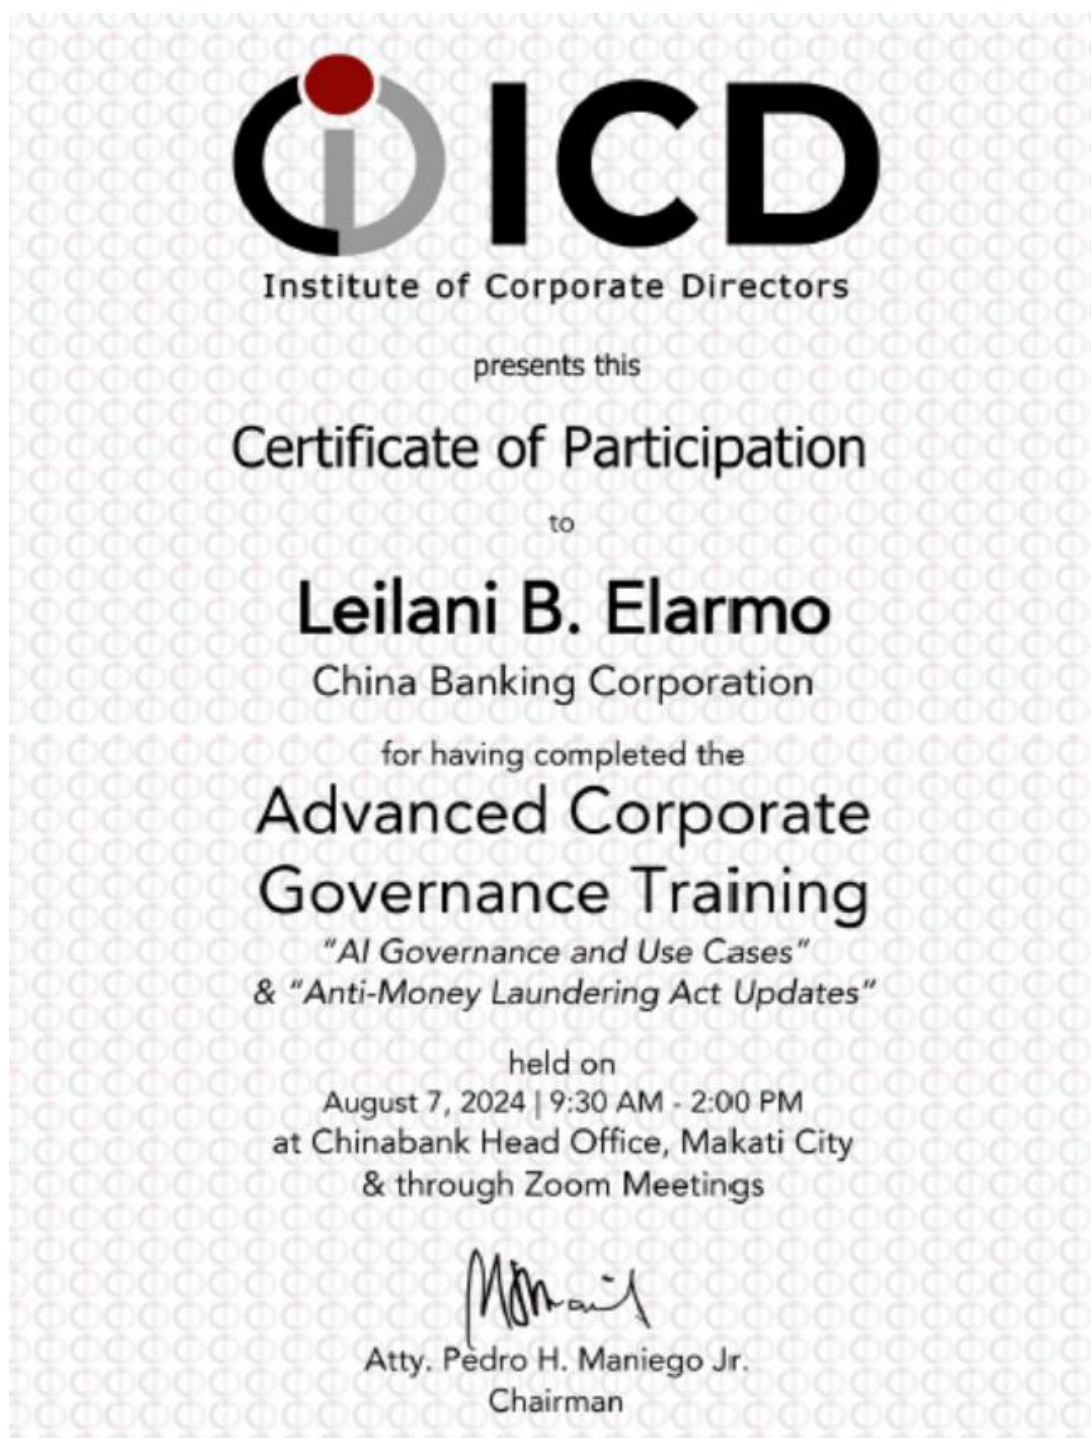 ICD
Institute of Corporate Directors
presents this
Certificate of Participation
to
Leilani B. Elarmo
China Banking Corporation
for having completed the
Advanced Corporate
Governance Training
"AI Governance and Use Cases"
& "Anti-Money Laundering Act Updates"
held on
August 7, 2024 | 9:30 AM - 2:00 PM
at Chinabank Head Office, Makati City
& through Zoom Meetings
Atty. Pedro H. Maniego Jr.
Chairman